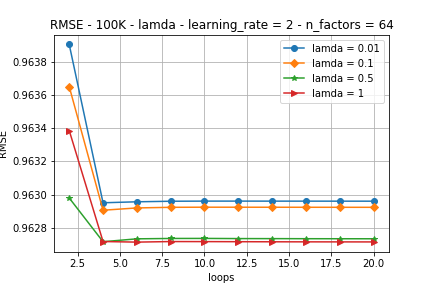 RMSE - 100K - lamda - learning_rate = 2 - n_factors = 64
lamda = 0.01
lamda = 0.1
lamda = 0.5
lamda = 1
0.9638
0.9636
0.9634
0.9632
0.9630
0.9628
RMSE
2.5 5.0 7.5 10.0 12.5 15.0 17.5 20.0
loops